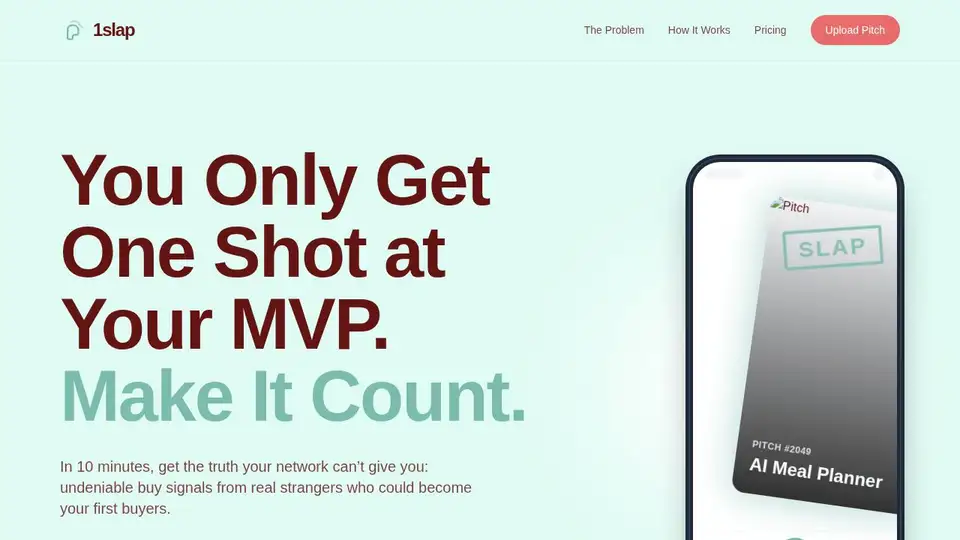 1slap
The Problem
How It Works
Pricing
Upload Pitch
You Only Get
One Shot at
Your MVP.
Make It Count.
In 10 minutes, get the truth your network can’t give you:
undeniable buy signals from real strangers who could become
your first buyers.
Pitch
SLAP
PITCH #2049
AI Meal Planner